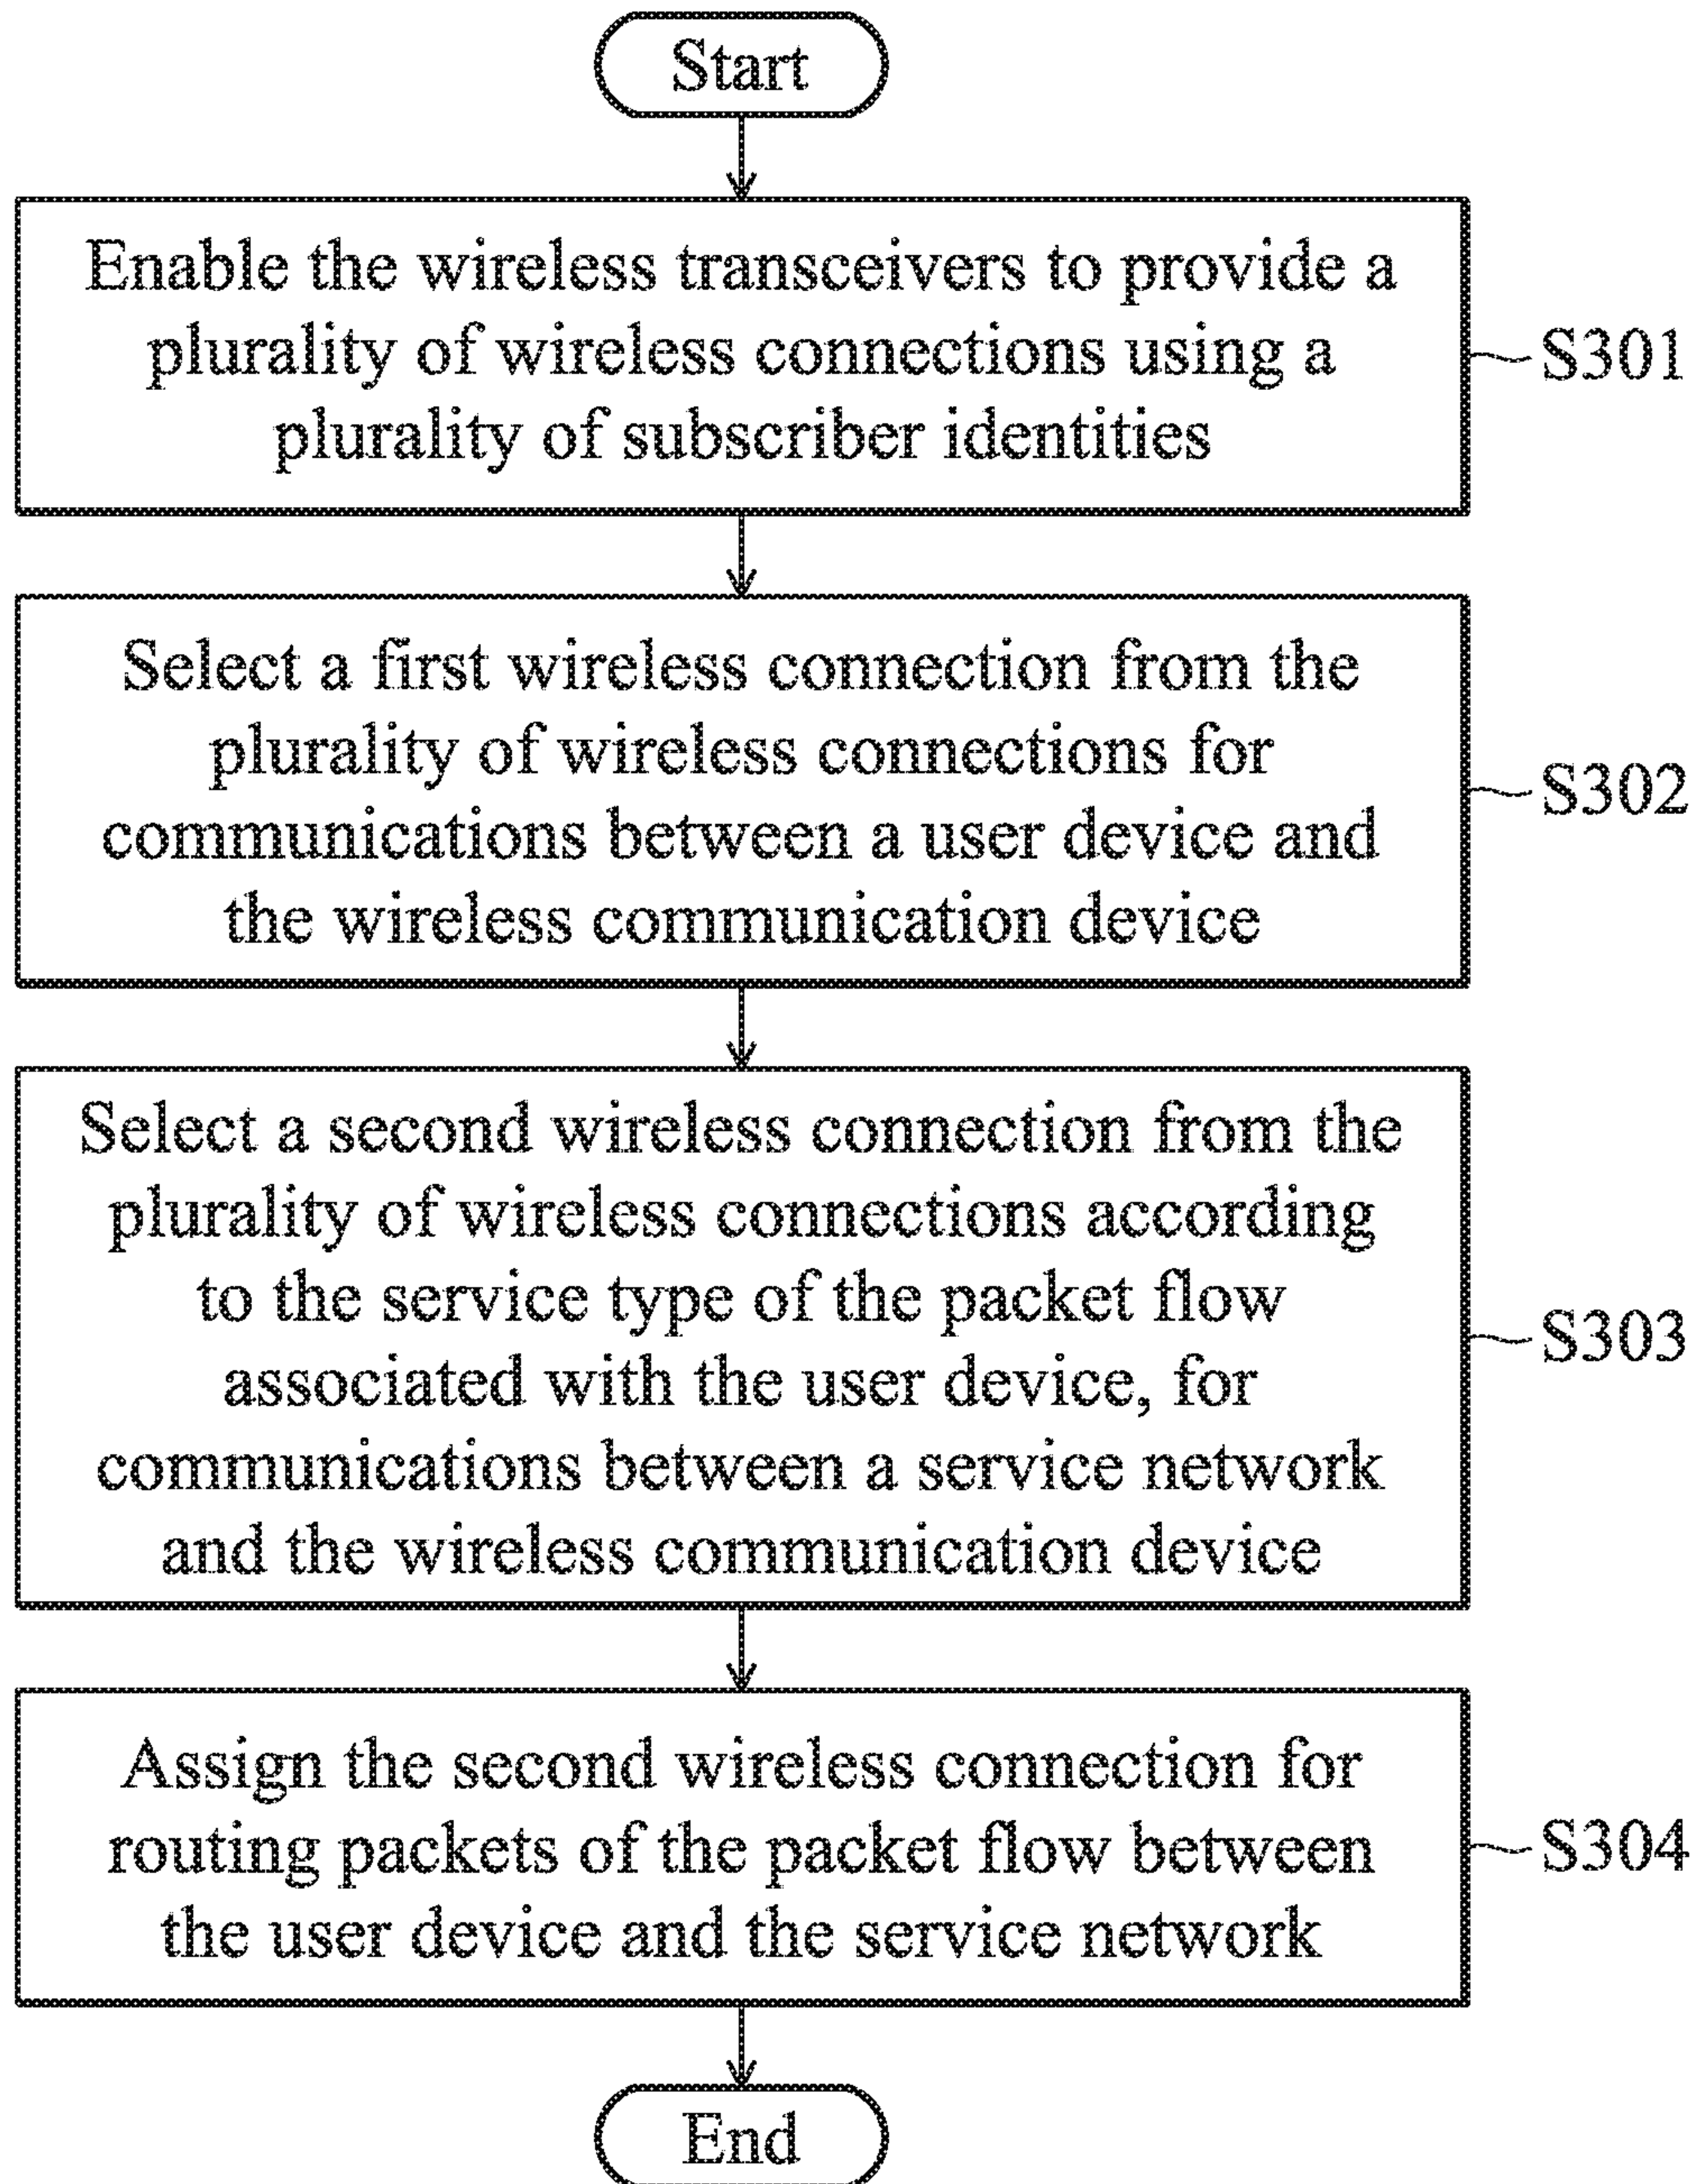 Start
Enable the wireless transceivers to provide a
plurality of wireless connections using a
plurality of subscriber identities
S301
Select a first wireless connection from the
plurality of wireless connections for
communications between a user device and
the wireless communication device
S302
Select a second wireless connection from the
plurality of wireless connections according
to the service type of the packet flow
associated with the user device, for
communications between a service network
and the wireless communication device
S303
Assign the second wireless connection for
routing packets of the packet flow between
the user device and the service network
S304
End